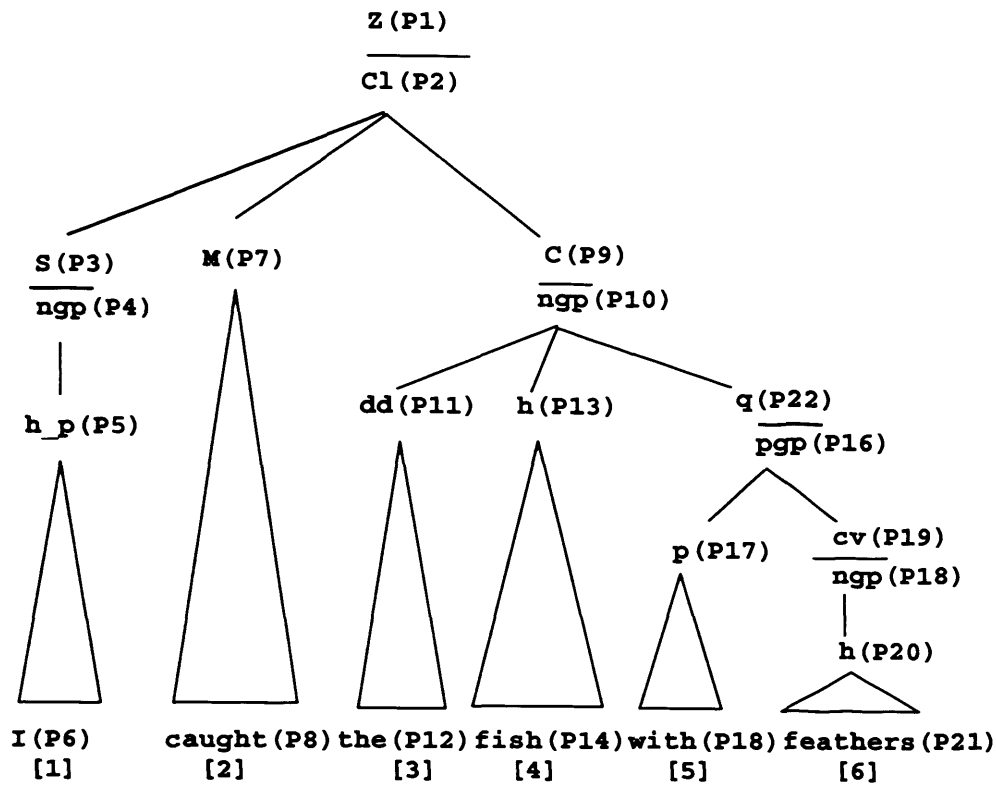 Z(P1)
Cl(P2)
S(P3) M(P7) C(P9)
ngp(P4) ngp(P10)
h_p(P5) dd(P11) h(P13) q(P22)
pgp(P16)
p(P17) cv(P19)
ngp(P18)
h(P20)
I(P6) caught(P8) the(P12) fish(P14) with(P18) feathers(P21)
[1] [2] [3] [4] [5] [6]